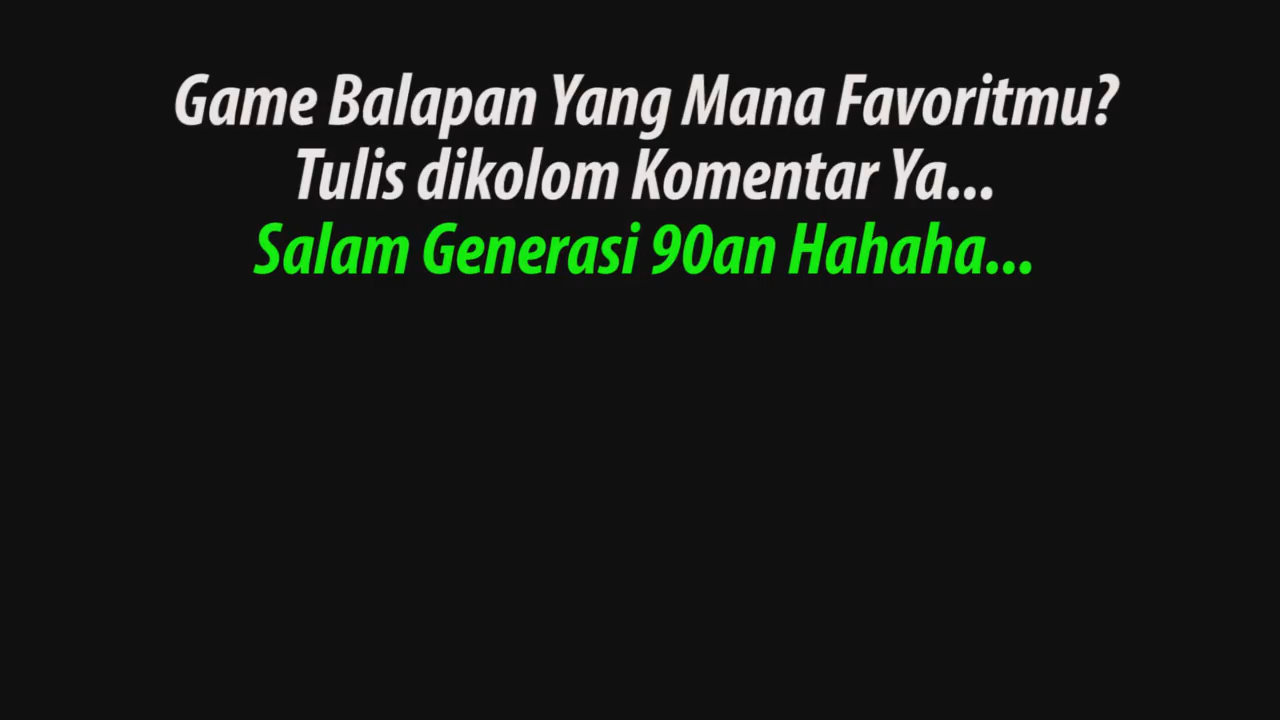 Game Balapan Yang Mana Favoritmu?
Tulis dikolom Komentar Ya...
Salam Generasi 90an Hahaha...